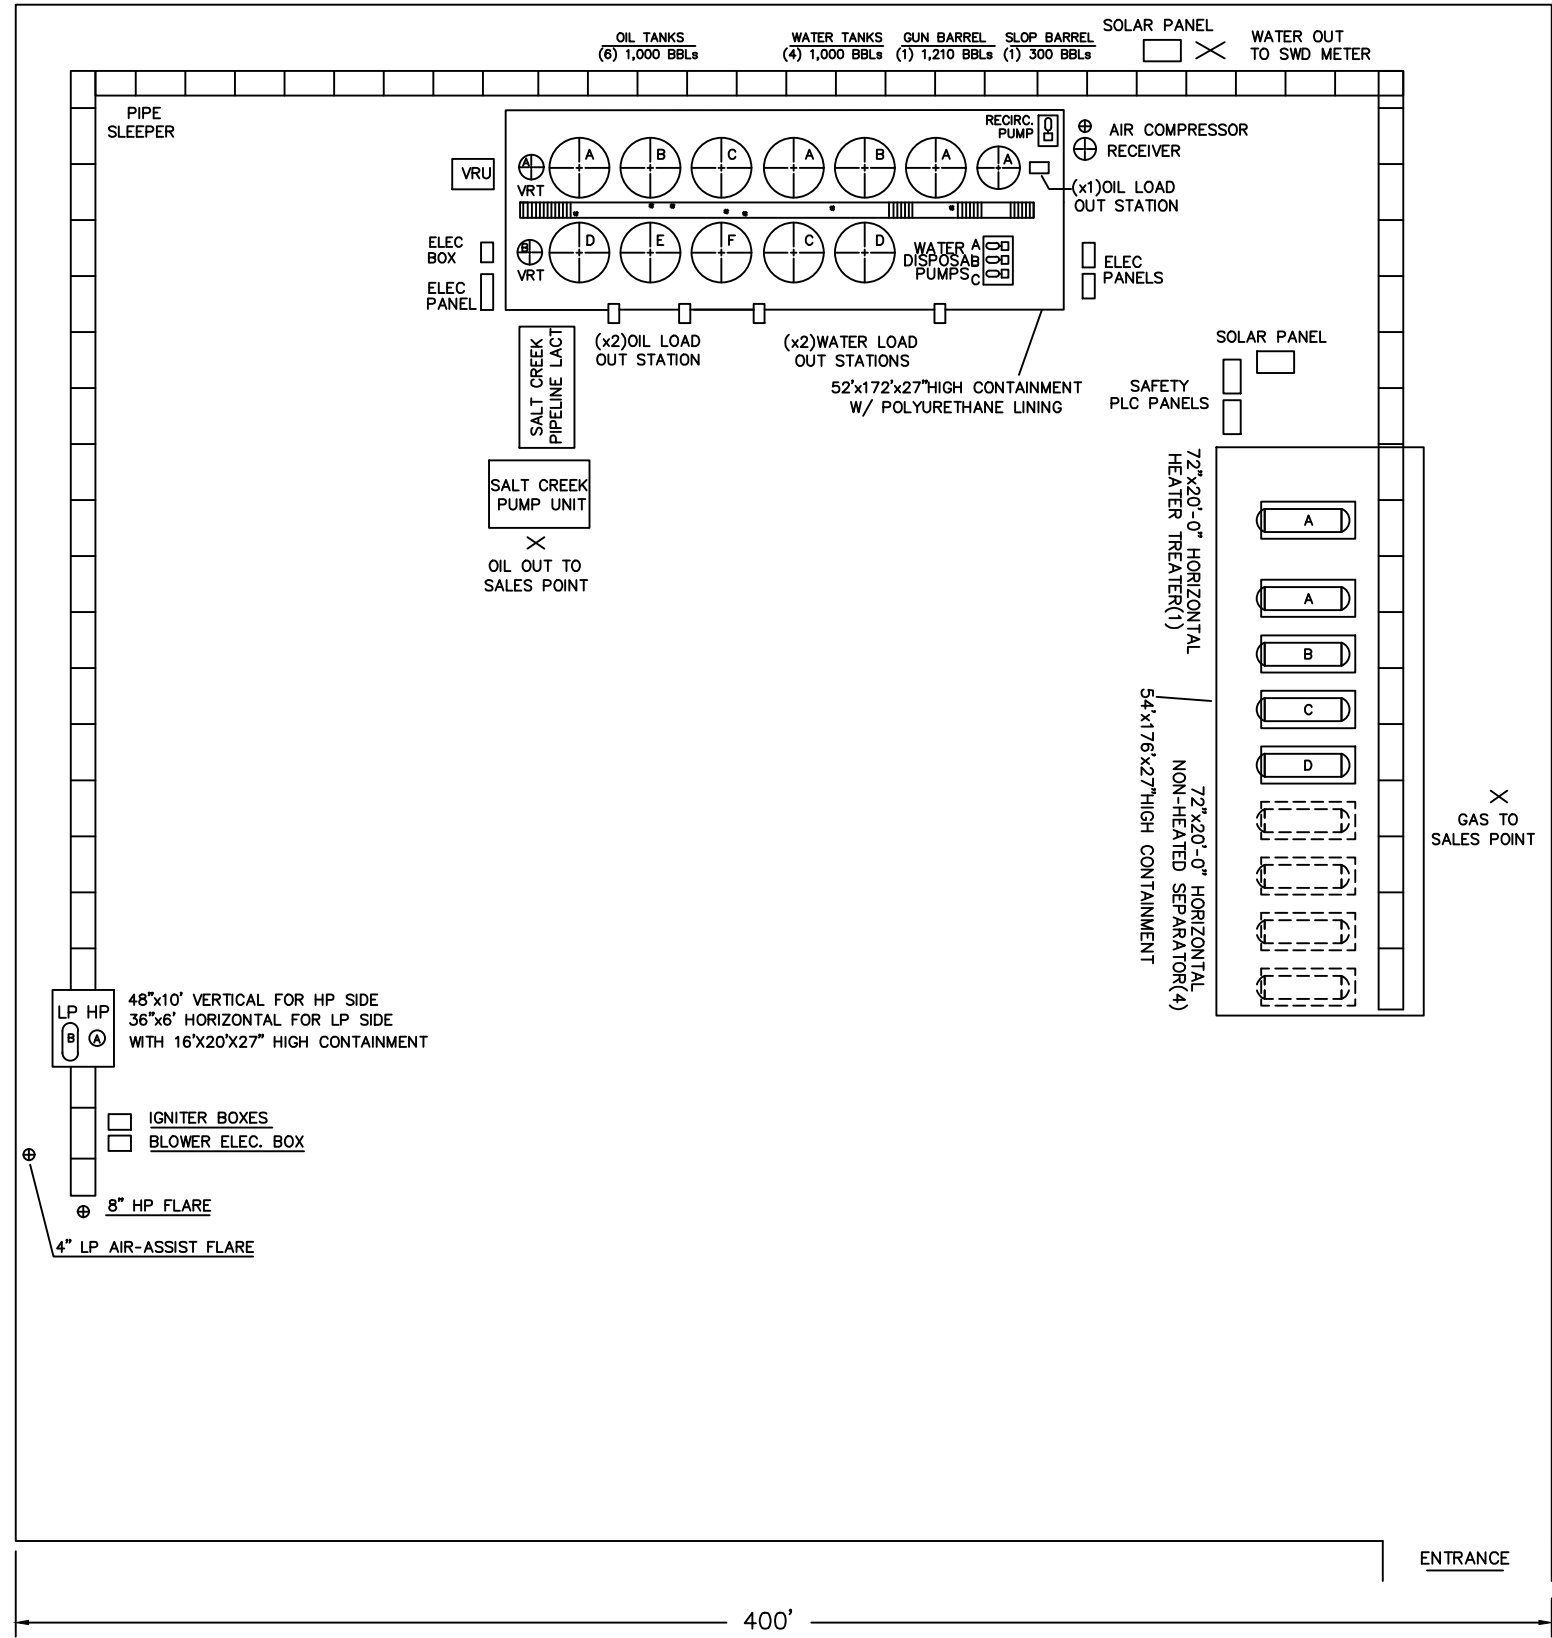 OIL TANKS
(6) 1,000 BBLs
WATER TANKS
(4) 1,000 BBLs
GUN BARREL
(1) 1,210 BBLs
SLOP BARREL
(1) 300 BBLs
SOLAR PANEL
WATER OUT
TO SWD METER
PIPE
SLEEPER
RECIRC.
PUMP
AIR COMPRESSOR
RECEIVER
VRU
A
VRT
A
B
C
A
B
A
A
(x1)OIL LOAD
OUT STATION
ELEC
BOX
ELEC
PANEL
B
VRT
D
E
F
C
D
WATER A
DISPOSAL B
PUMPS C
ELEC
PANELS
(x2)OIL LOAD
OUT STATION
(x2)WATER LOAD
OUT STATIONS
52'x172'x27"HIGH CONTAINMENT
W/ POLYURETHANE LINING
SALT CREEK
PIPELINE LACT
SALT CREEK
PUMP UNIT
OIL OUT TO
SALES POINT
SOLAR PANEL
SAFETY
PLC PANELS
72"x20'-0" HORIZONTAL
HEATER TREATER(1)
A
A
B
C
D
54'x176'x27"HIGH CONTAINMENT
72"x20'-0" HORIZONTAL
NON-HEATED SEPARATOR(4)
GAS TO
SALES POINT
LP HP
B A
48"x10' VERTICAL FOR HP SIDE
36"x6' HORIZONTAL FOR LP SIDE
WITH 16'X20'X27" HIGH CONTAINMENT
IGNITER BOXES
BLOWER ELEC. BOX
8" HP FLARE
4" LP AIR-ASSIST FLARE
ENTRANCE
400'